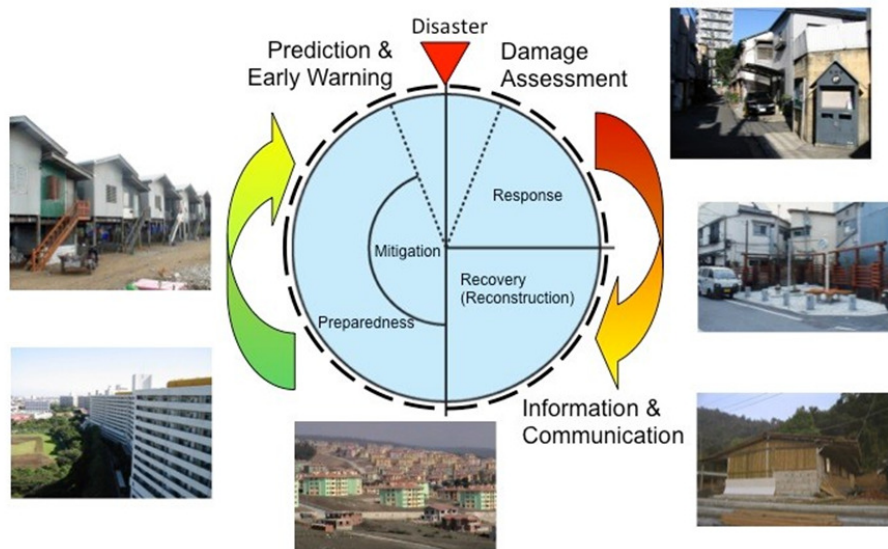 Disaster
Prediction &
Early Warning
Damage
Assessment
Response
Mitigation
Recovery
(Reconstruction)
Preparedness
Information &
Communication